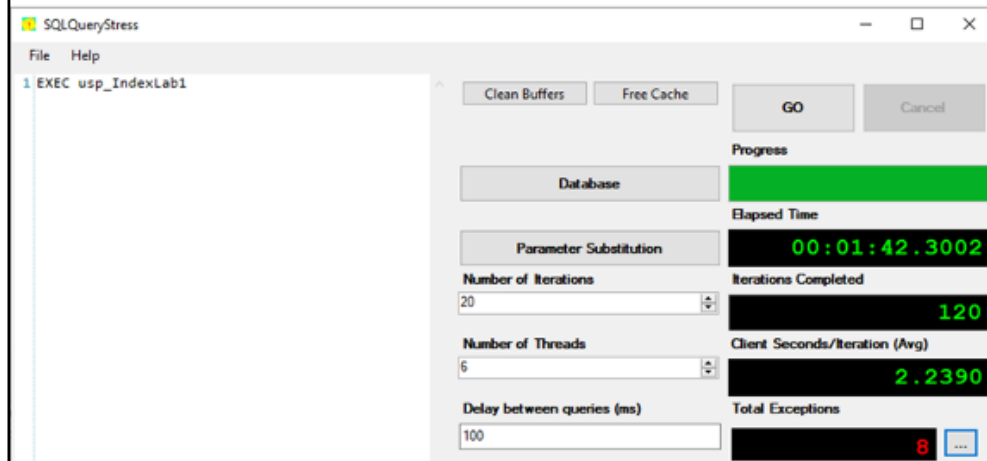 SQLQueryStress
File Help
1 EXEC usp_IndexLab1
Clean Buffers Free Cache
GO Cancel
Progress
Database
Elapsed Time
00:01:42.3002
Parameter Substitution
Number of Iterations Iterations Completed
20
120
Number of Threads Client Seconds/Iteration (Avg)
6
2.2390
Delay between queries (ms) Total Exceptions
100
8 ...